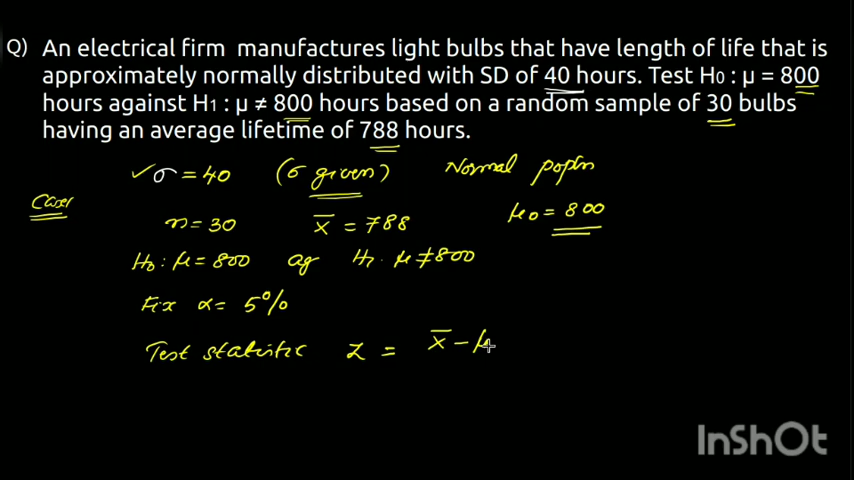 Q) An electrical firm manufactures light bulbs that have length of life that is
approximately normally distributed with SD of 40 hours. Test H₀ : μ = 800
hours against H₁ : μ ≠ 800 hours based on a random sample of 30 bulbs
having an average lifetime of 788 hours.
✓ σ = 40 (σ given) Normal popln
Case1
n = 30 x̅ = 788 μ₀ = 800
H₀ : μ = 800 ag H₁ : μ ≠ 800
Fix α = 5%
Test statistic Z = x̅ - μ
InShOt